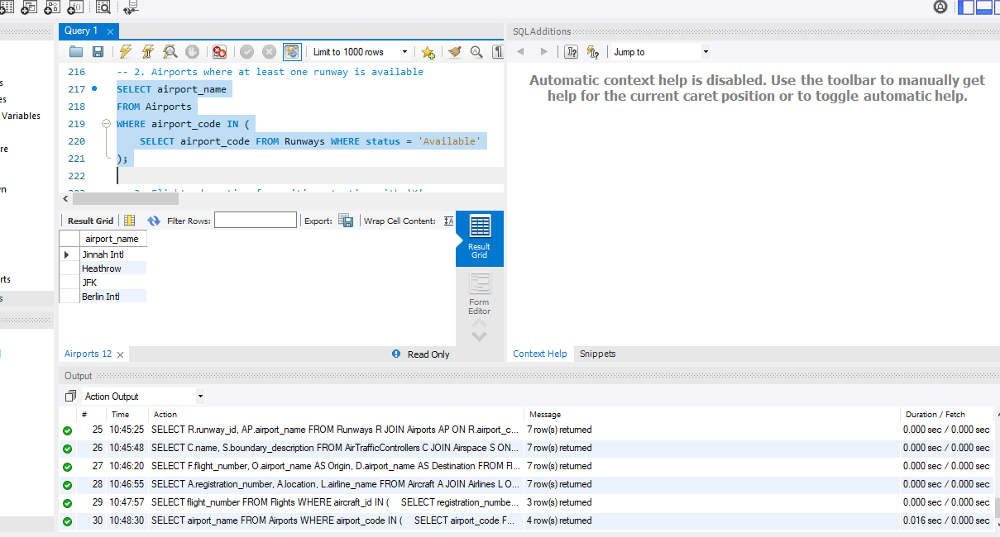 Query 1
SQLAdditions
Limit to 1000 rows
Jump to
s
es
Variables
re
n
rts
s
216 -- 2. Airports where at least one runway is available
217 SELECT airport_name
218 FROM Airports
219 WHERE airport_code IN (
220 SELECT airport_code FROM Runways WHERE status = 'Available'
221 );
222
Automatic context help is disabled. Use the toolbar to manually get
help for the current caret position or to toggle automatic help.
Result Grid Filter Rows: Export: Wrap Cell Content:
airport_name
Jinnah Intl
Heathrow
JFK
Berlin Intl
Result
Grid
Form
Editor
Airports 12
Read Only
Context Help Snippets
Output
Action Output
# Time Action Message Duration / Fetch
25 10:45:25 SELECT R.runway_id, AP.airport_name FROM Runways R JOIN Airports AP ON R.airport_c... 7 row(s) returned 0.000 sec / 0.000 sec
26 10:45:48 SELECT C.name, S.boundary_description FROM AirTrafficControllers C JOIN Airspace S ON... 7 row(s) returned 0.000 sec / 0.000 sec
27 10:46:20 SELECT F.flight_number, O.airport_name AS Origin, D.airport_name AS Destination FROM Fl... 7 row(s) returned 0.000 sec / 0.000 sec
28 10:46:55 SELECT A.registration_number, A.location, L.airline_name FROM Aircraft A JOIN Airlines L O... 7 row(s) returned 0.000 sec / 0.000 sec
29 10:47:57 SELECT flight_number FROM Flights WHERE aircraft_id IN ( SELECT registration_numbe... 3 row(s) returned 0.000 sec / 0.000 sec
30 10:48:30 SELECT airport_name FROM Airports WHERE airport_code IN ( SELECT airport_code F... 4 row(s) returned 0.016 sec / 0.000 sec